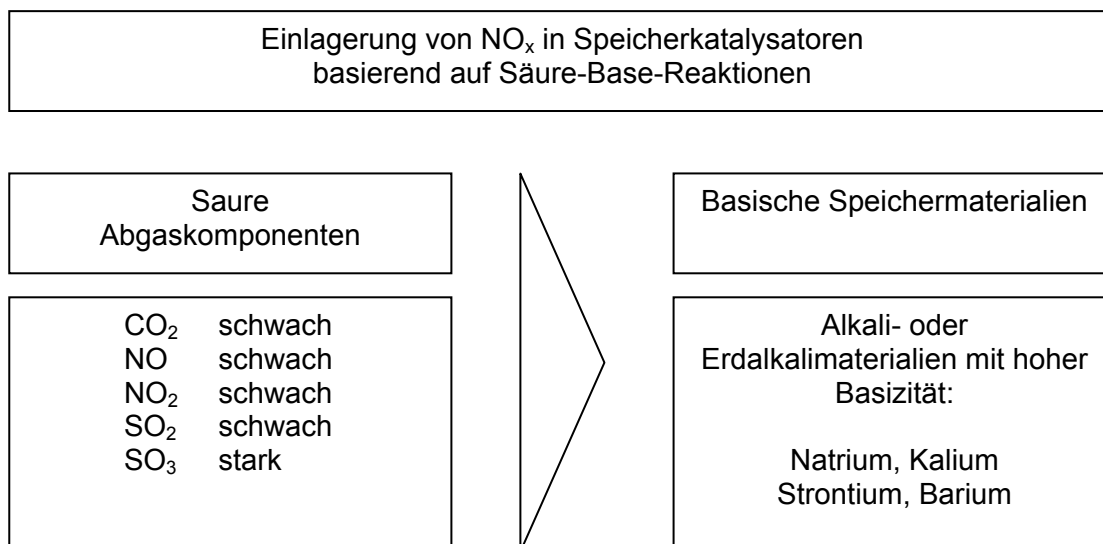 Einlagerung von NOx in Speicherkatalysatoren
basierend auf Säure-Base-Reaktionen
Saure
Abgaskomponenten
CO2 schwach
NO schwach
NO2 schwach
SO2 schwach
SO3 stark
Basische Speichermaterialien
Alkali- oder
Erdalkalimaterialien mit hoher
Basizität:
Natrium, Kalium
Strontium, Barium